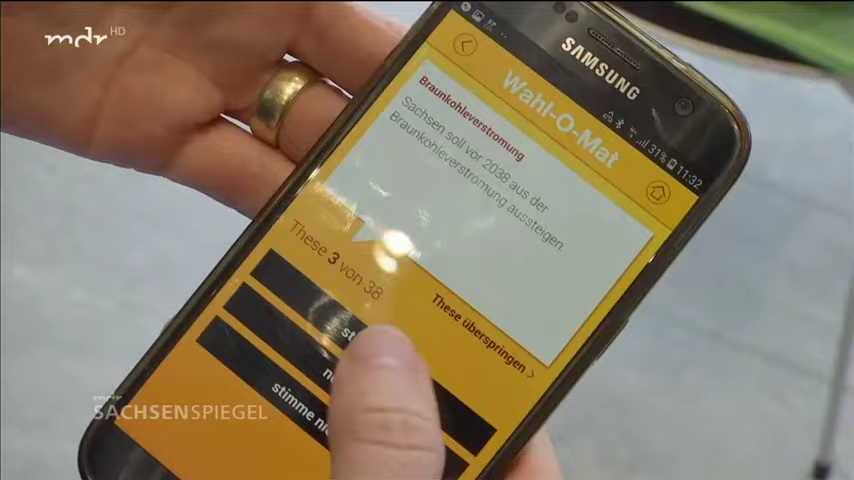 mdr HD
SAMSUNG
31% 11:32
Wahl-O-Mat
Braunkohleverstromung
Sachsen soll vor 2038 aus der
Braunkohleverstromung aussteigen.
These 3 von 38
These überspringen
stimme
mdr
SACHSENSPIEGEL